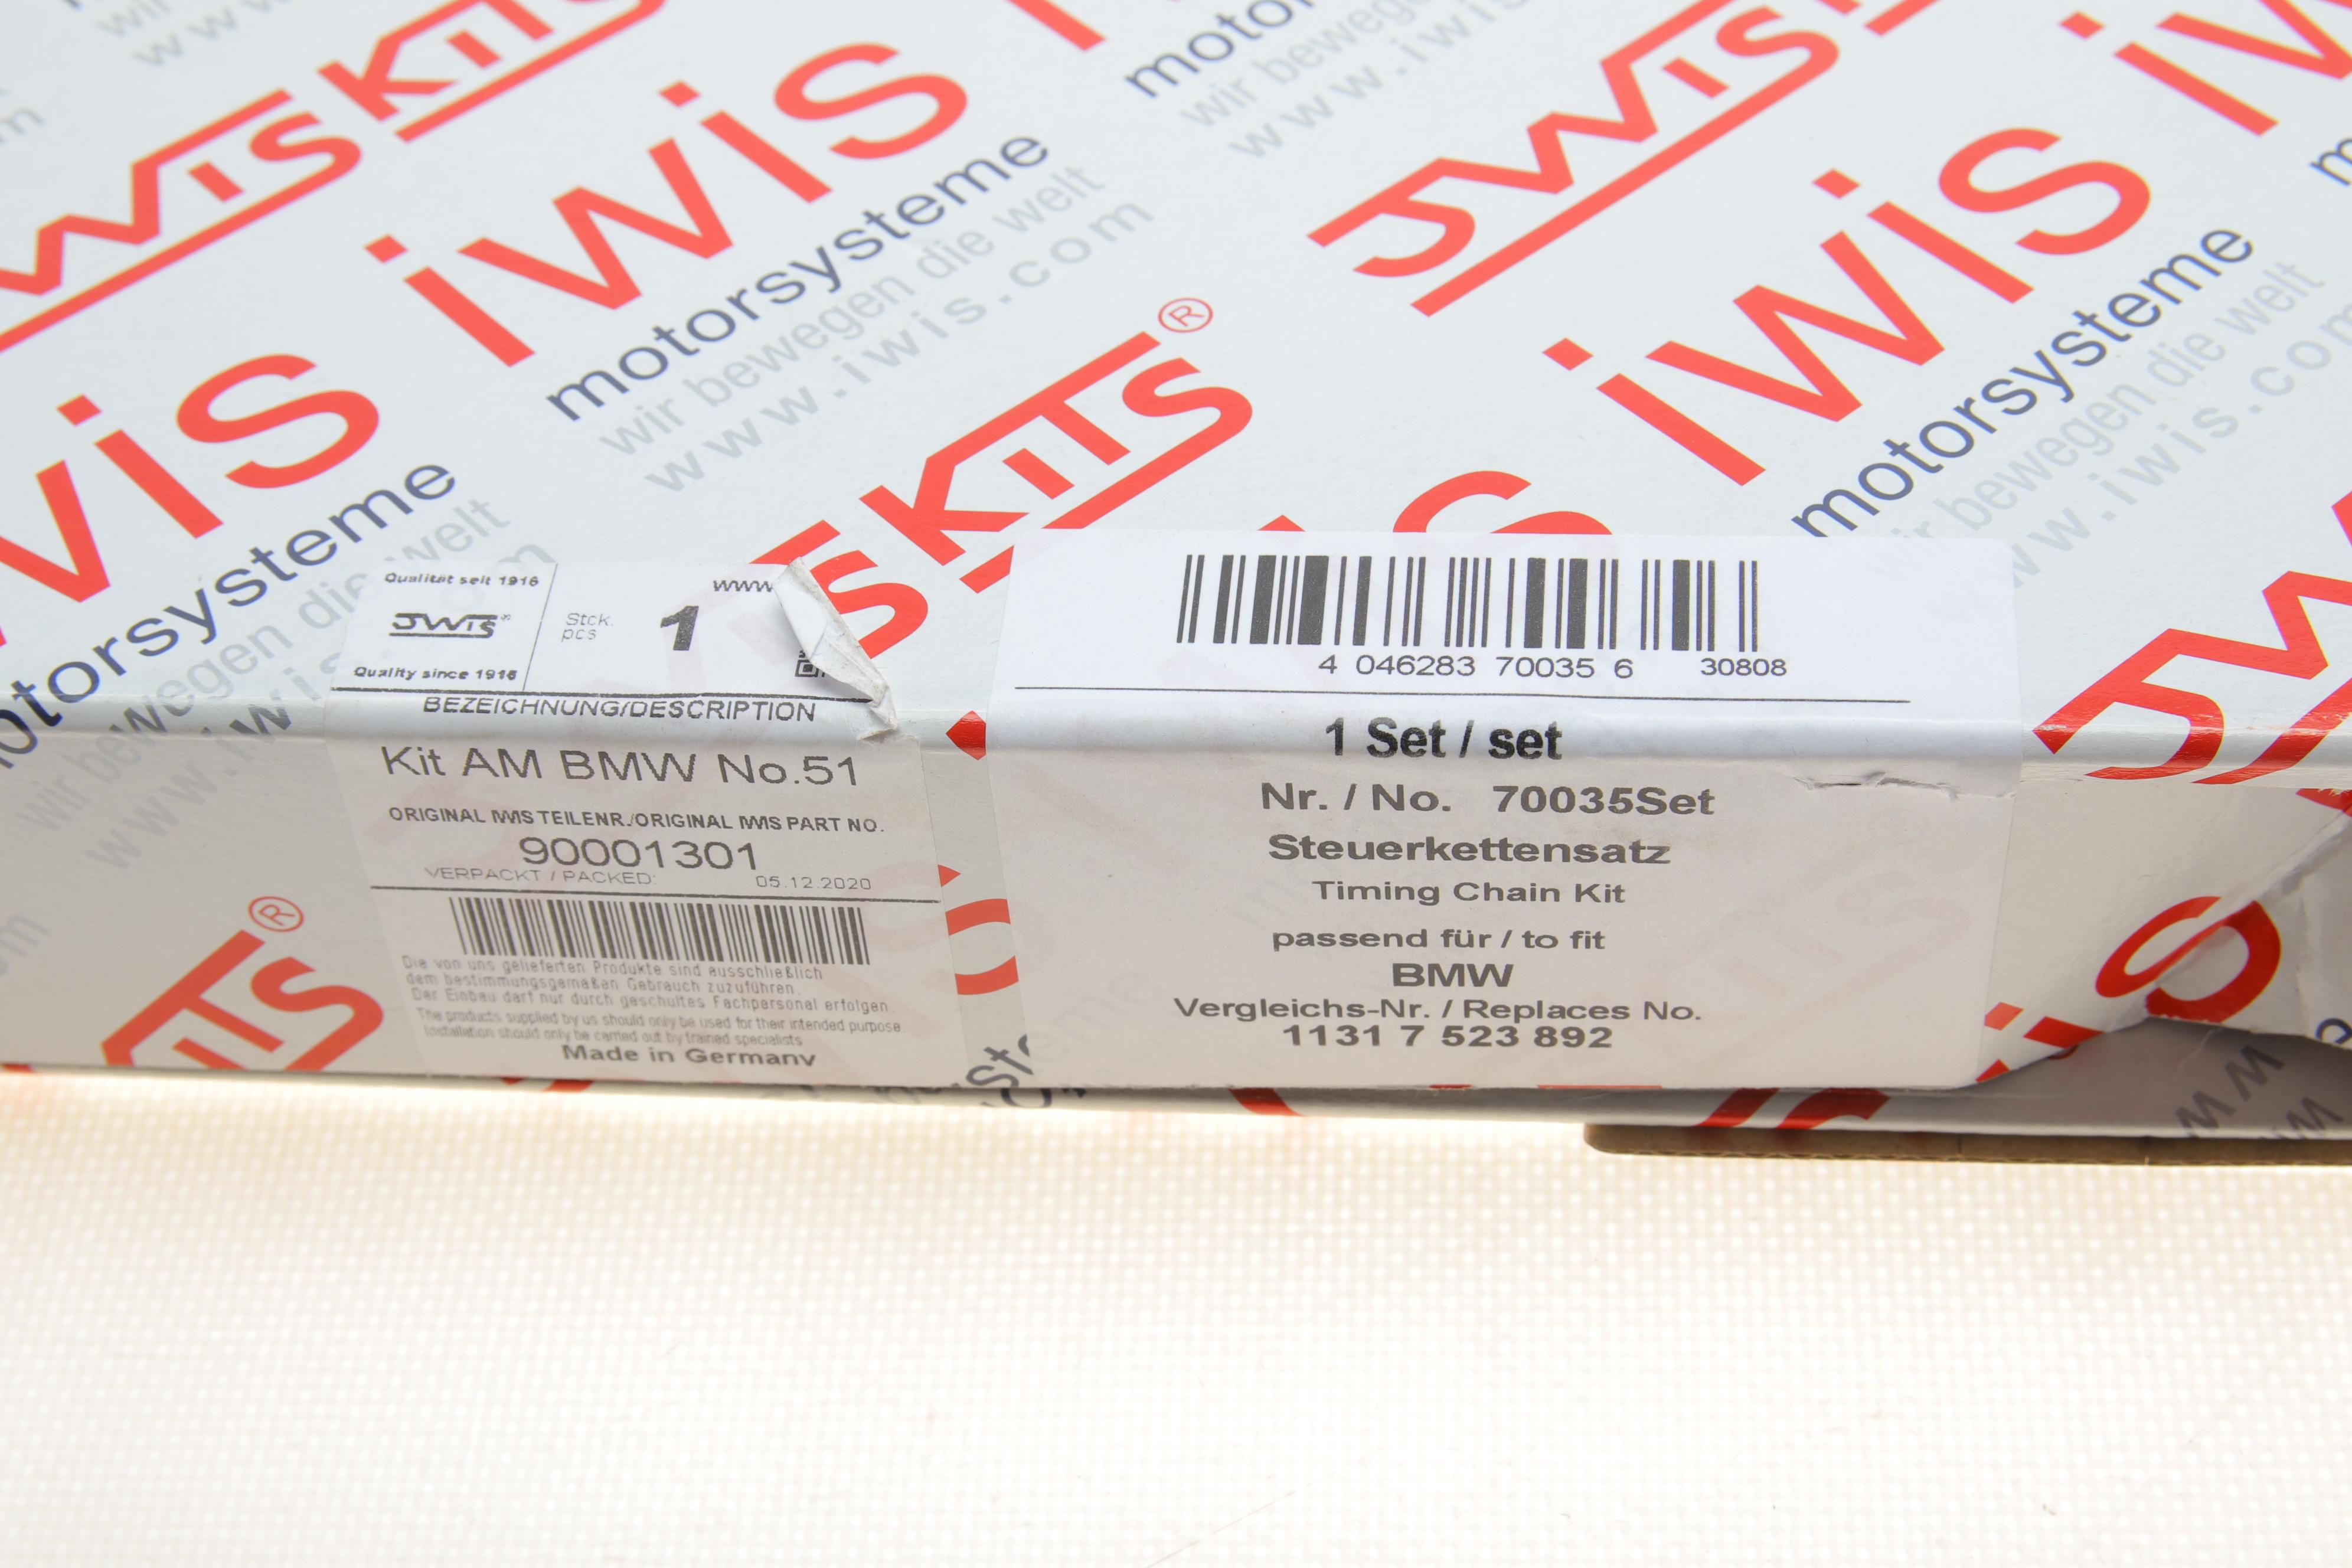 JWIS KITS
iwis
motorsysteme
wir bewegen die welt
www.iwis.com
JWIS
iwis
motorsysteme
wir bewegen die welt
www.iwis.com
KITS®
Qualität seit 1916
JWIS®
Quality since 1916
Stck.
pcs
1
www
BEZEICHNUNG/DESCRIPTION
Kit AM BMW No.51
ORIGINAL IWIS TEILENR./ORIGINAL IWIS PART NO.
90001301
VERPACKT / PACKED: 05.12.2020
Die von uns gelieferten Produkte sind ausschließlich
dem bestimmungsgemäßen Gebrauch zuzuführen.
Der Einbau darf nur durch geschultes Fachpersonal erfolgen
The products supplied by us should only be used for their intended purpose
Installation should only be carried out by trained specialists
Made in Germany
4 046283 70035 6 30808
1 Set / set
Nr. / No. 70035Set
Steuerkettensatz
Timing Chain Kit
passend für / to fit
BMW
Vergleichs-Nr. / Replaces No.
1131 7 523 892